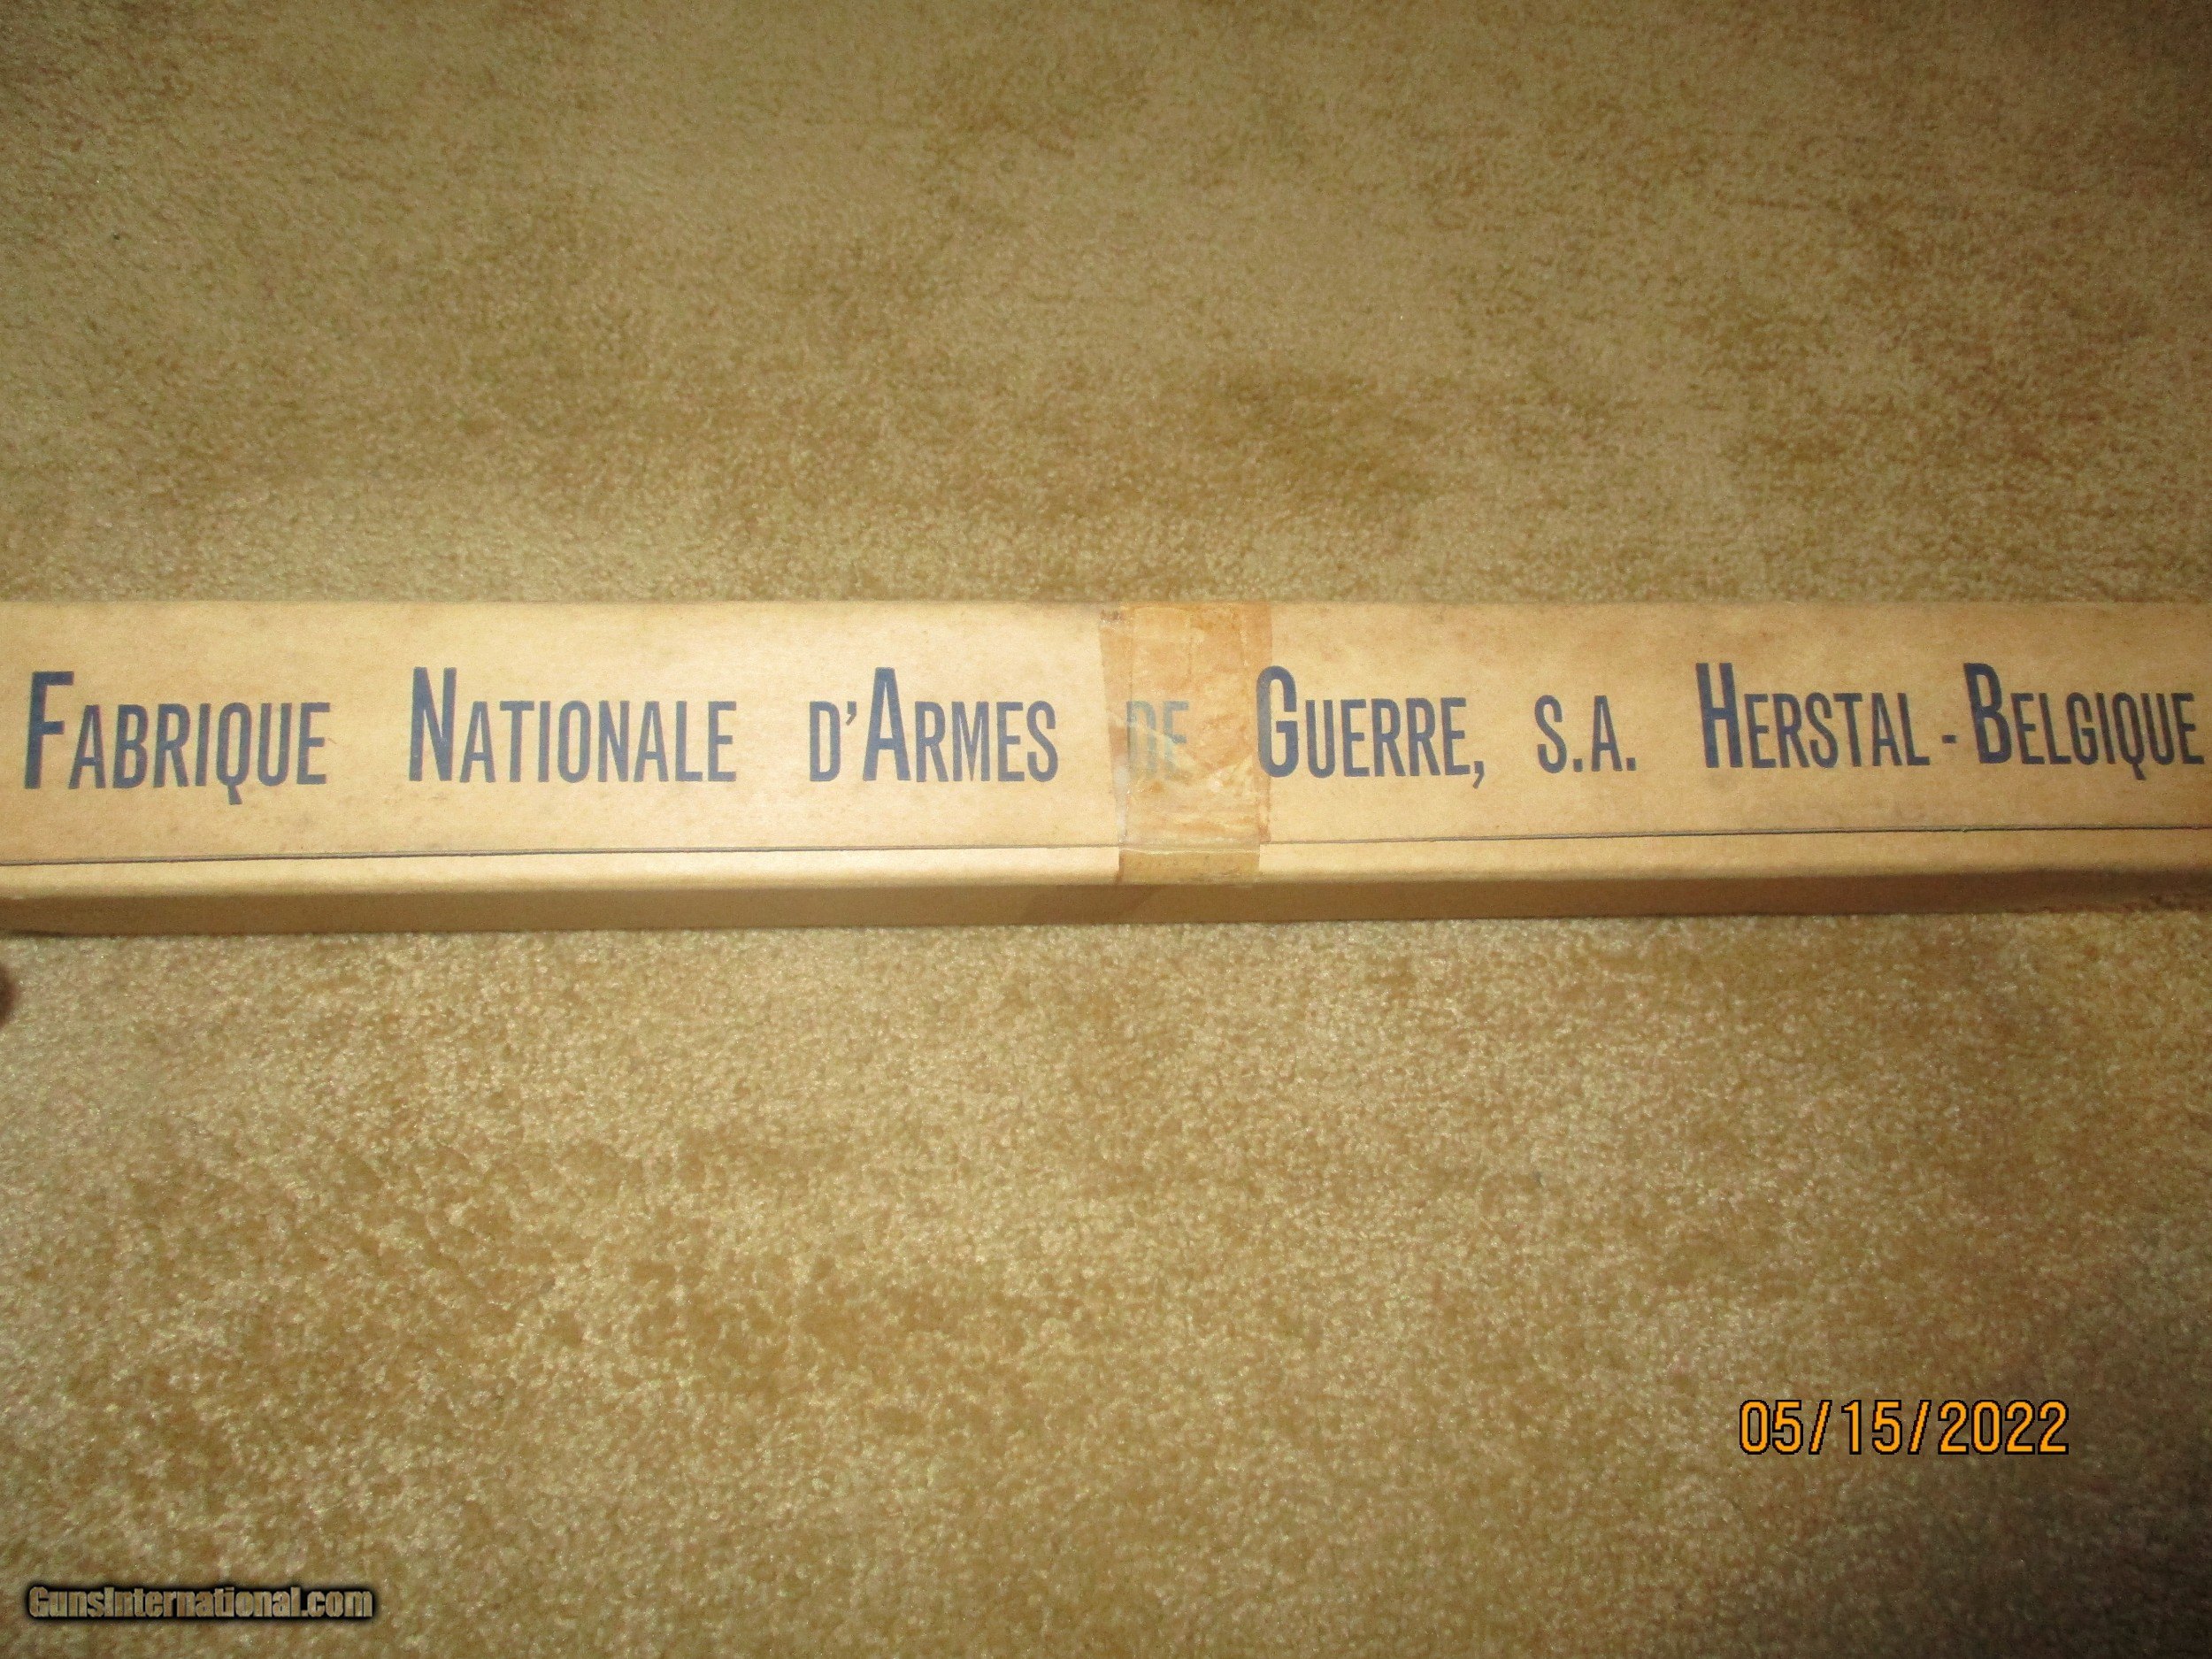 FABRIQUE NATIONALE D'ARMES DE GUERRE, S.A. HERSTAL - BELGIQUE
05/15/2022
GunsInternational.com